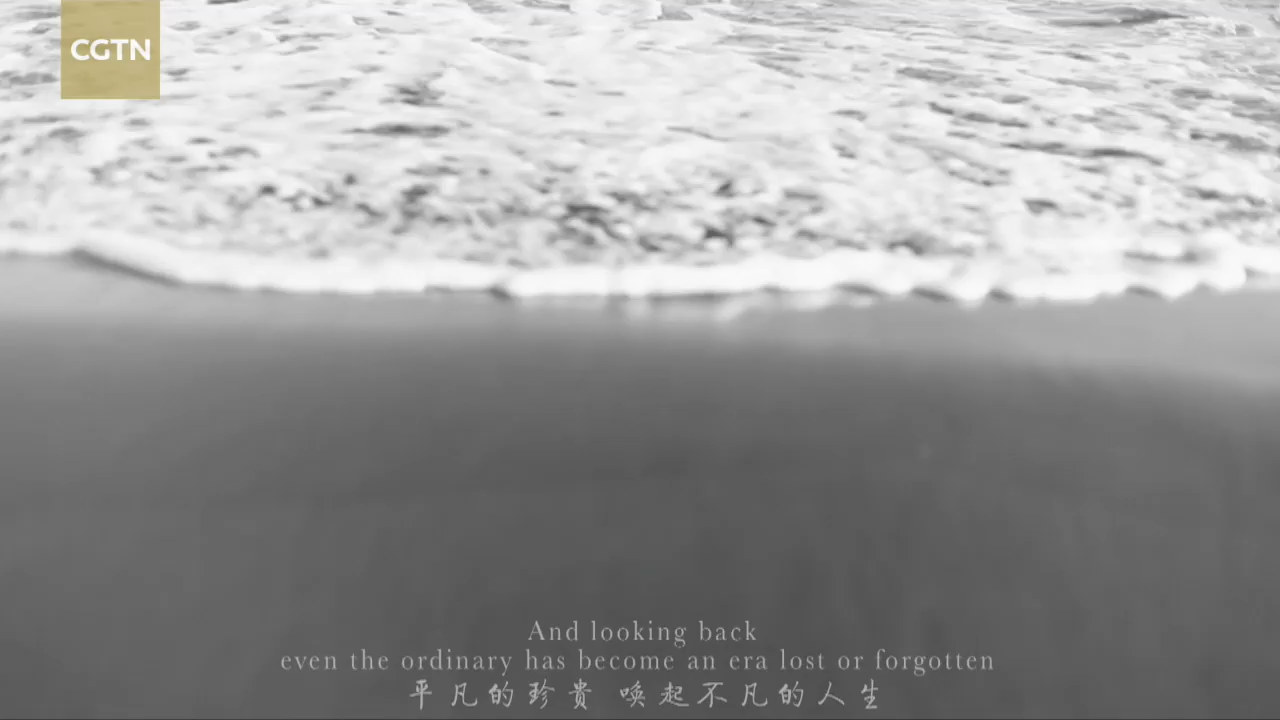 CGTN
And looking back
even the ordinary has become an era lost or forgotten
平凡的珍贵 唤起不凡的人生